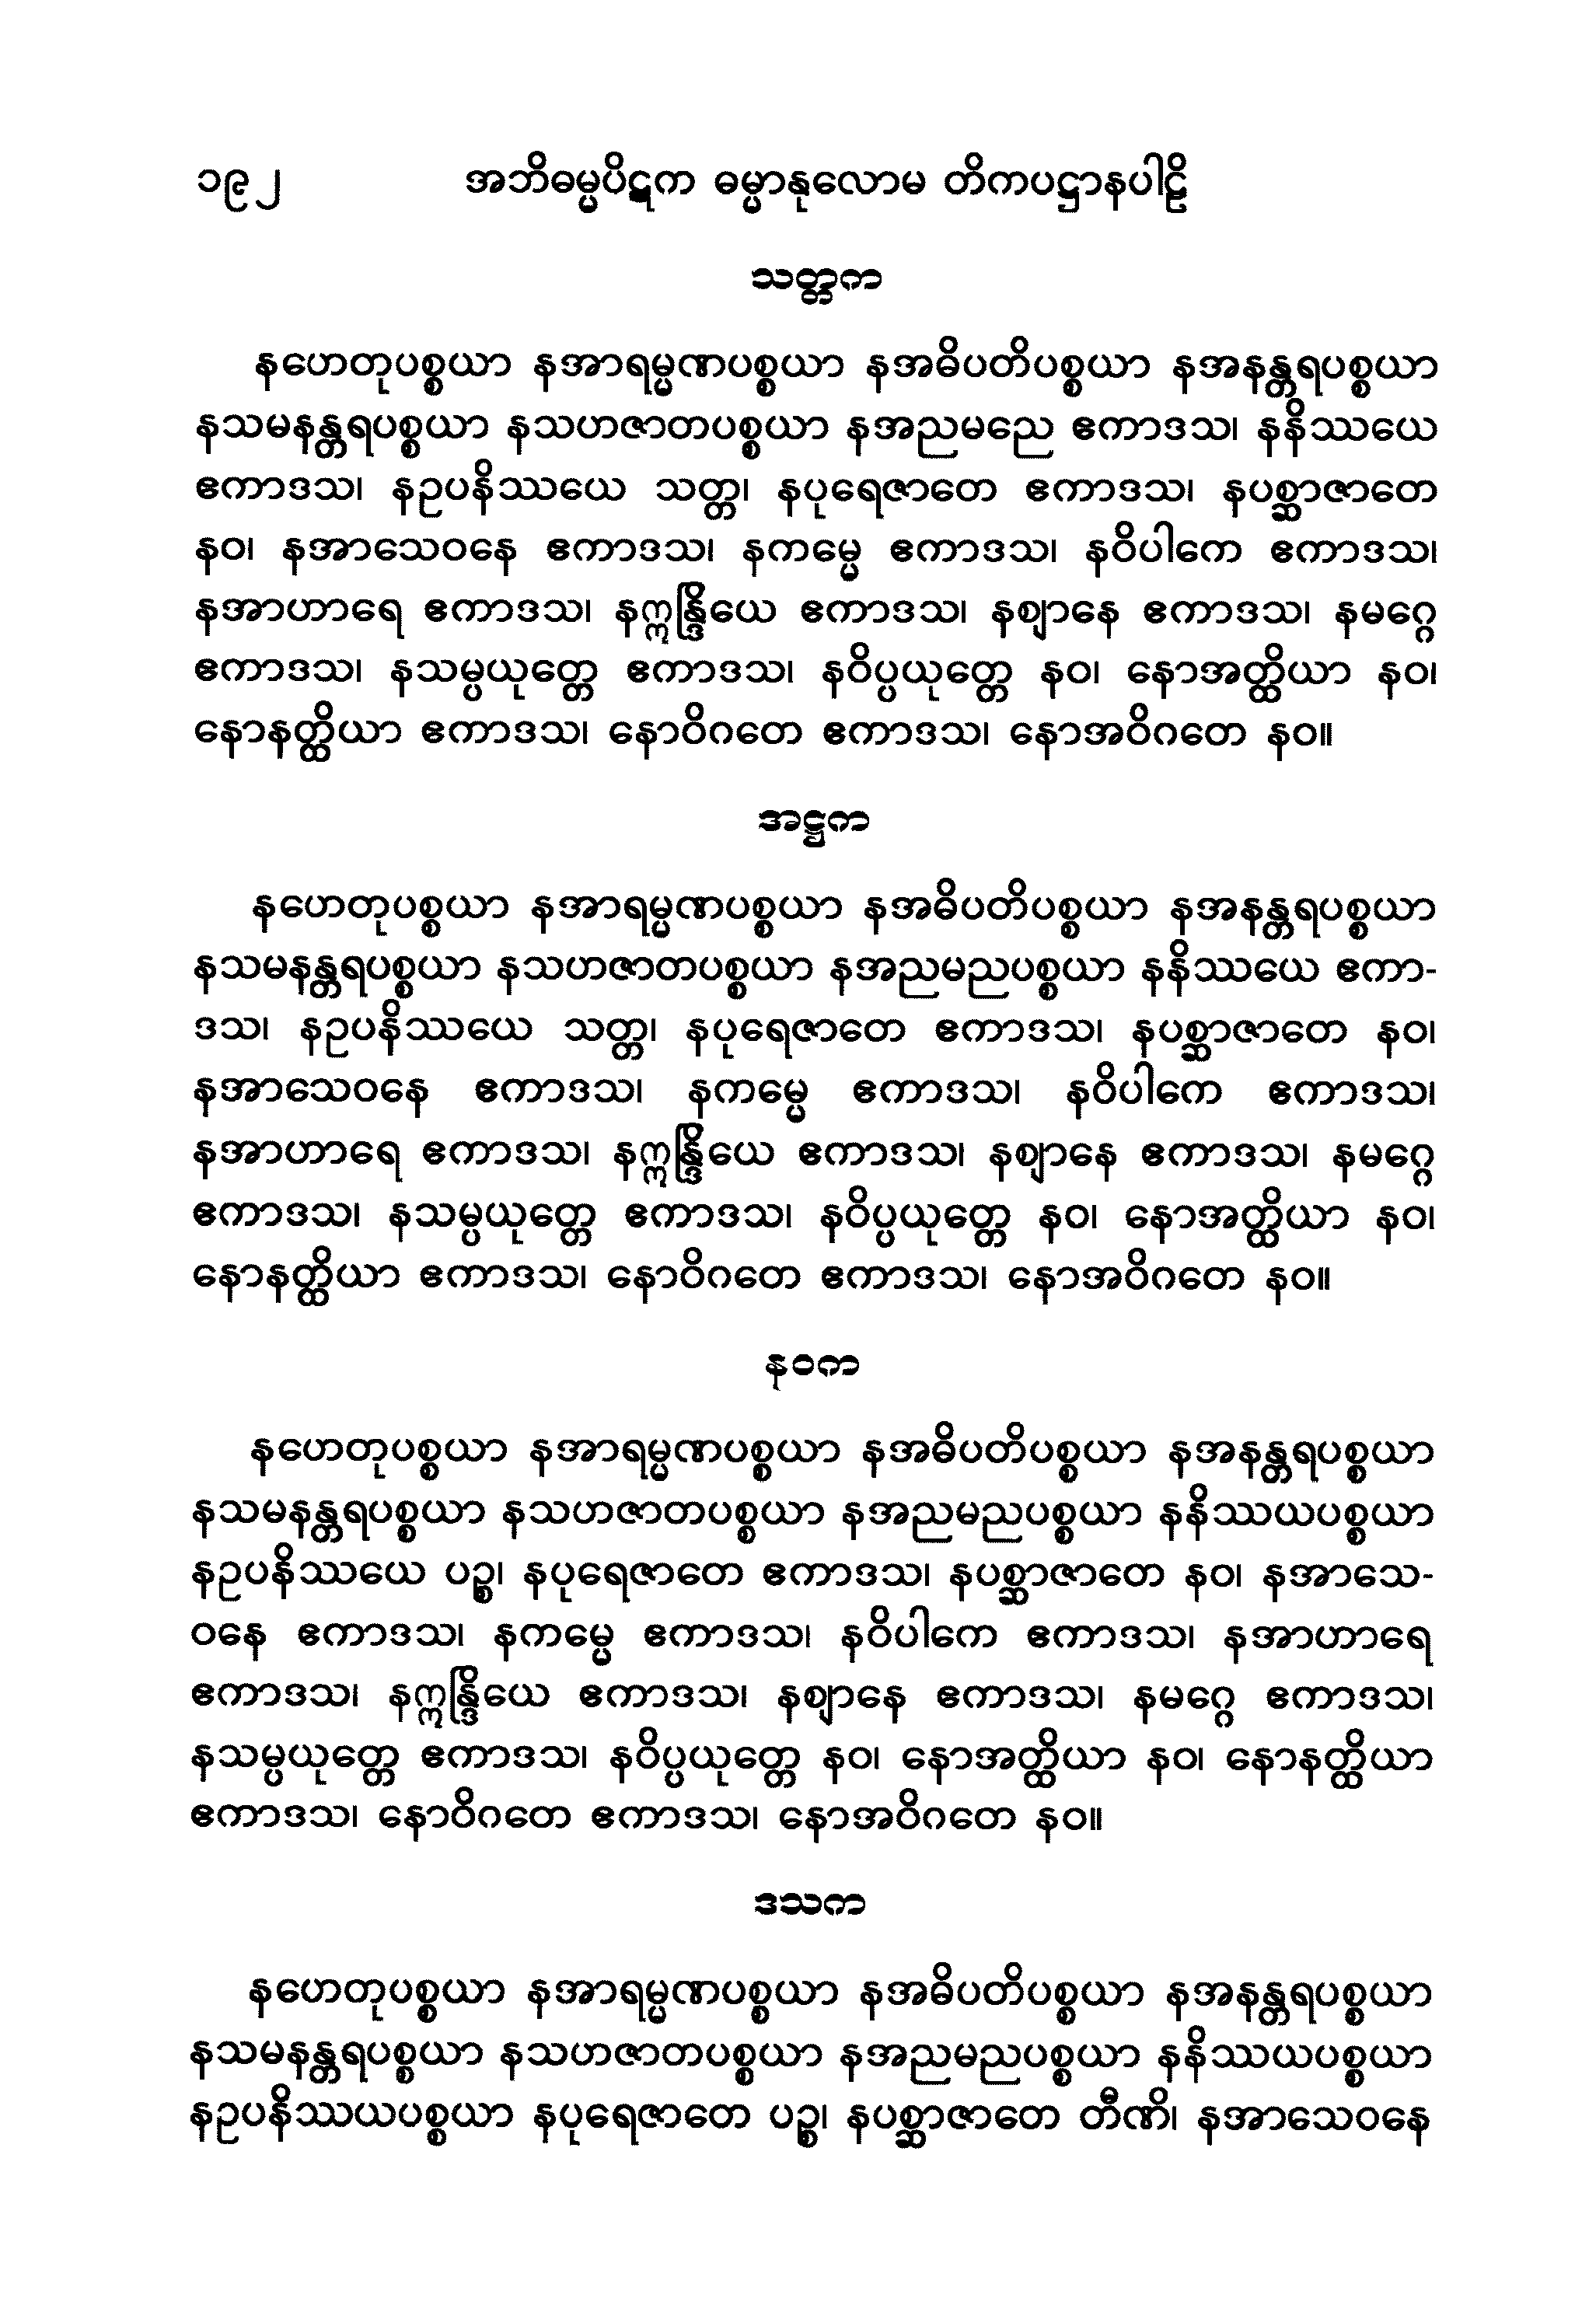 ၁၉၂ အဘိဓမ္မပိဋက ဓမ္မာနုလောမ တိကပဋ္ဌာနပါဠိ
သတ္တက
နဟေတုပစ္စယာ နအာရမ္မဏပစ္စယာ နအဓိပတိပစ္စယာ နအနန္တရပစ္စယာ
နသမနန္တရပစ္စယာ နသဟဇာတပစ္စယာ နအညမညေ ဧကာဒသ၊ နနိဿယေ
ဧကာဒသ၊ နဥပနိဿယေ သတ္တ၊ နပုရေဇာတေ ဧကာဒသ၊ နပစ္ဆာဇာတေ
နဝ၊ နအာသေဝနေ ဧကာဒသ၊ နကမ္မေ ဧကာဒသ၊ နဝိပါကေ ဧကာဒသ၊
နအာဟာရေ ဧကာဒသ၊ နဣန္ဒြိယေ ဧကာဒသ၊ နဈာနေ ဧကာဒသ၊ နမဂ္ဂေ
ဧကာဒသ၊ နသမ္ပယုတ္တေ ဧကာဒသ၊ နဝိပ္ပယုတ္တေ နဝ၊ နောအတ္ထိယာ နဝ၊
နောနတ္ထိယာ ဧကာဒသ၊ နောဝိဂတေ ဧကာဒသ၊ နောအဝိဂတေ နဝ။
အဋ္ဌက
နဟေတုပစ္စယာ နအာရမ္မဏပစ္စယာ နအဓိပတိပစ္စယာ နအနန္တရပစ္စယာ
နသမနန္တရပစ္စယာ နသဟဇာတပစ္စယာ နအညမညပစ္စယာ နနိဿယေ ဧကာ-
ဒသ၊ နဥပနိဿယေ သတ္တ၊ နပုရေဇာတေ ဧကာဒသ၊ နပစ္ဆာဇာတေ နဝ၊
နအာသေဝနေ ဧကာဒသ၊ နကမ္မေ ဧကာဒသ၊ နဝိပါကေ ဧကာဒသ၊
နအာဟာရေ ဧကာဒသ၊ နဣန္ဒြိယေ ဧကာဒသ၊ နဈာနေ ဧကာဒသ၊ နမဂ္ဂေ
ဧကာဒသ၊ နသမ္ပယုတ္တေ ဧကာဒသ၊ နဝိပ္ပယုတ္တေ နဝ၊ နောအတ္ထိယာ နဝ၊
နောနတ္ထိယာ ဧကာဒသ၊ နောဝိဂတေ ဧကာဒသ၊ နောအဝိဂတေ နဝ။
နဝက
နဟေတုပစ္စယာ နအာရမ္မဏပစ္စယာ နအဓိပတိပစ္စယာ နအနန္တရပစ္စယာ
နသမနန္တရပစ္စယာ နသဟဇာတပစ္စယာ နအညမညပစ္စယာ နနိဿယပစ္စယာ
နဥပနိဿယေ ပဉ္စ၊ နပုရေဇာတေ ဧကာဒသ၊ နပစ္ဆာဇာတေ နဝ၊ နအာသေ-
ဝနေ ဧကာဒသ၊ နကမ္မေ ဧကာဒသ၊ နဝိပါကေ ဧကာဒသ၊ နအာဟာရေ
ဧကာဒသ၊ နဣန္ဒြိယေ ဧကာဒသ၊ နဈာနေ ဧကာဒသ၊ နမဂ္ဂေ ဧကာဒသ၊
နသမ္ပယုတ္တေ ဧကာဒသ၊ နဝိပ္ပယုတ္တေ နဝ၊ နောအတ္ထိယာ နဝ၊ နောနတ္ထိယာ
ဧကာဒသ၊ နောဝိဂတေ ဧကာဒသ၊ နောအဝိဂတေ နဝ။
ဒသက
နဟေတုပစ္စယာ နအာရမ္မဏပစ္စယာ နအဓိပတိပစ္စယာ နအနန္တရပစ္စယာ
နသမနန္တရပစ္စယာ နသဟဇာတပစ္စယာ နအညမညပစ္စယာ နနိဿယပစ္စယာ
နဥပနိဿယပစ္စယာ နပုရေဇာတေ ပဉ္စ၊ နပစ္ဆာဇာတေ တီဏိ၊ နအာသေဝနေ